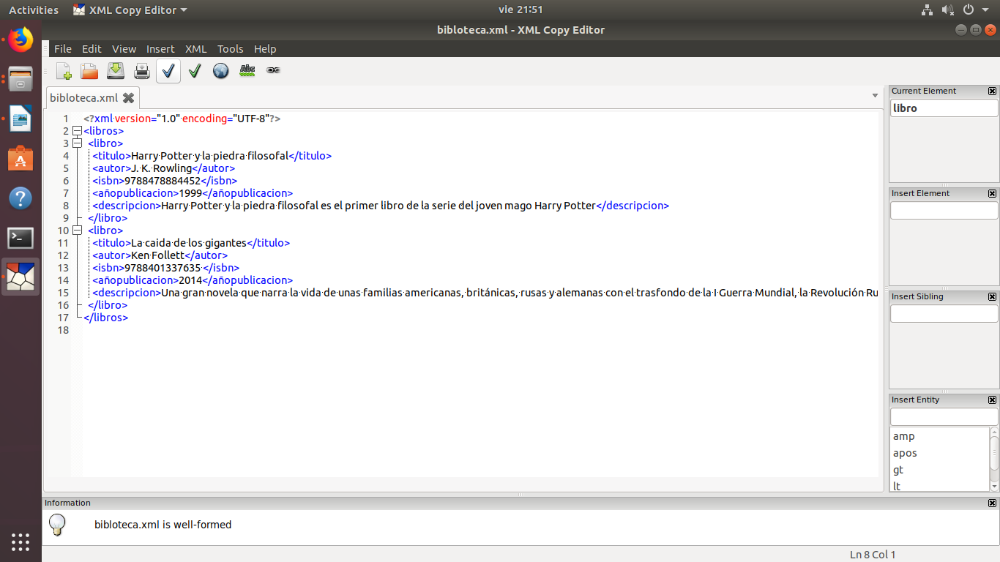 Activities
XML Copy Editor
vie 21:51
bibloteca.xml - XML Copy Editor
File Edit View Insert XML Tools Help
Abc
bibloteca.xml
1 <?xml version="1.0" encoding="UTF-8"?>
2 <libros>
3 <libro>
4 <titulo>Harry Potter y la piedra filosofal</titulo>
5 <autor>J. K. Rowling</autor>
6 <isbn>9788478884452</isbn>
7 <añopublicacion>1999</añopublicacion>
8 <descripcion>Harry Potter y la piedra filosofal es el primer libro de la serie del joven mago Harry Potter</descripcion>
9 </libro>
10 <libro>
11 <titulo>La caida de los gigantes</titulo>
12 <autor>Ken Follett</autor>
13 <isbn>9788401337635 </isbn>
14 <añopublicacion>2014</añopublicacion>
15 <descripcion>Una gran novela que narra la vida de unas familias americanas, británicas, rusas y alemanas con el trasfondo de la I Guerra Mundial, la Revolución Ru
16 </libro>
17 </libros>
18
Current Element
libro
Insert Element
Insert Sibling
Insert Entity
amp
apos
gt
lt
Information
bibloteca.xml is well-formed
Ln 8 Col 1